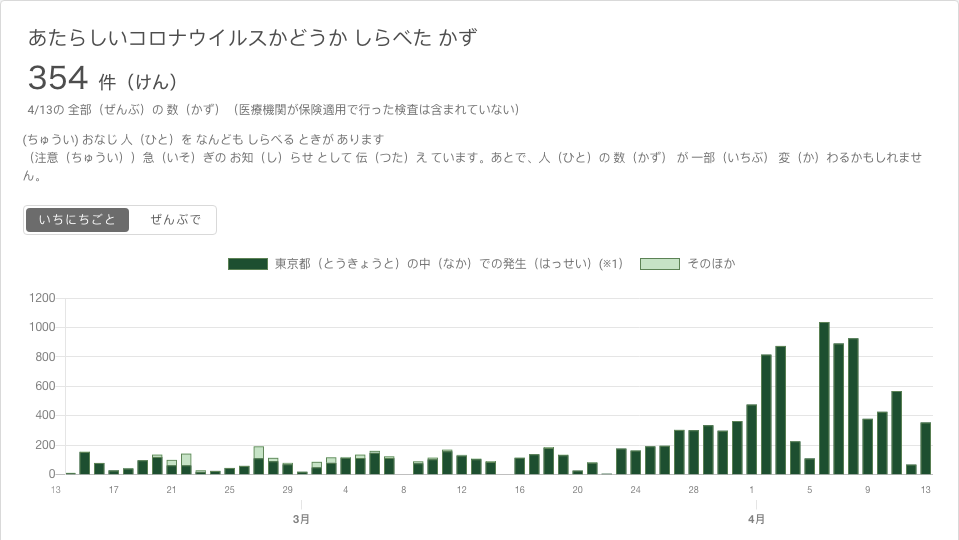 あたらしいコロナウイルスかどうか しらべた かず
354 件（けん）
4/13の 全部（ぜんぶ）の 数（かず）（医療機関が保険適用で行った検査は含まれていない）
(ちゅうい) おなじ 人（ひと）を なんども しらべる ときが あります
（注意（ちゅうい））急（いそ）ぎの お知（し）らせ として 伝（つた）え ています。あとで、人（ひと）の 数（かず） が 一部（いちぶ） 変（か）わるかもしれませ
ん。
いちにちごと ぜんぶで
東京都（とうきょうと）の中（なか）での発生（はっせい）(※1) そのほか
1200
1000
800
600
400
200
0
13 17 21 25 29 4 8 12 16 20 24 28 1 5 9 13
3月 4月